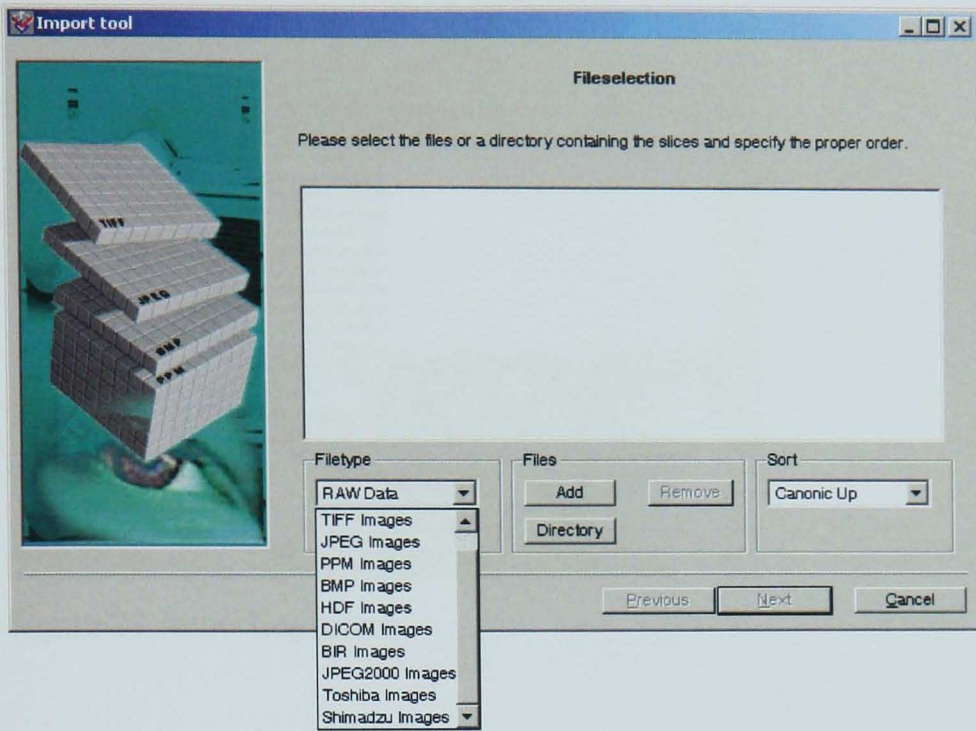 Import tool
Fileselection
Please select the files or a directory containing the slices and specify the proper order.
TIFF
JPEG
BMP
PPM
Filetype
RAW Data
TIFF Images
JPEG Images
PPM Images
BMP Images
HDF Images
DICOM Images
BIR Images
JPEG2000 Images
Toshiba Images
Shimadzu Images
Files
Add
Remove
Directory
Sort
Canonic Up
Previous
Next
Cancel